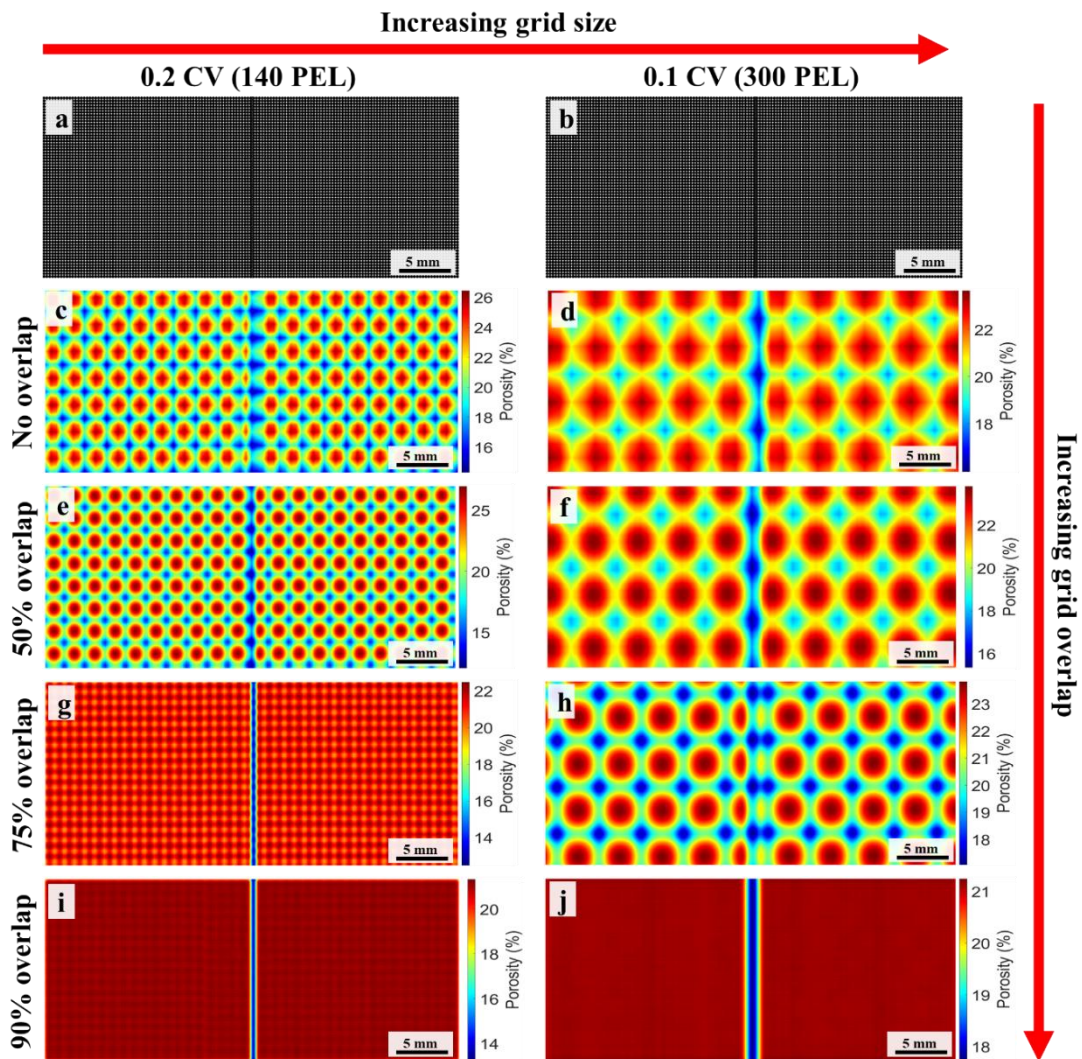 Increasing grid size
0.2 CV (140 PEL)
0.1 CV (300 PEL)
a
5 mm
b
5 mm
Increasing grid overlap
No overlap
c
5 mm
26
24
22
20
18
16
Porosity (%)
d
5 mm
22
20
18
Porosity (%)
50% overlap
e
5 mm
25
20
15
Porosity (%)
f
5 mm
22
20
18
16
Porosity (%)
75% overlap
g
5 mm
22
20
18
16
14
Porosity (%)
h
5 mm
23
22
21
20
19
18
Porosity (%)
90% overlap
i
5 mm
20
18
16
14
Porosity (%)
j
5 mm
21
20
19
18
Porosity (%)